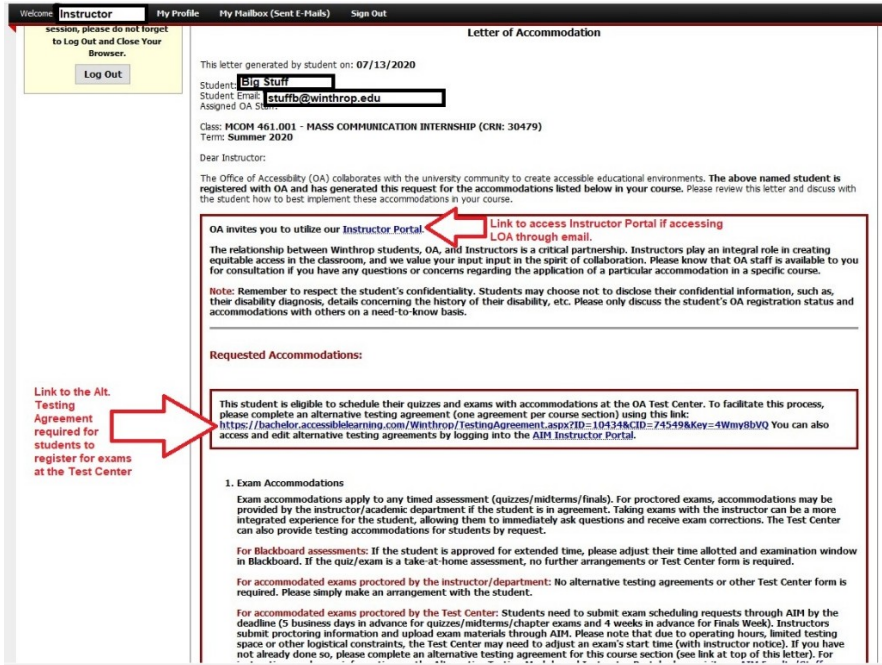 Welcome Instructor My Profile My Mailbox (Sent E-Mails) Sign Out
session, please do not forget
to Log Out and Close Your
Browser.
Log Out
Letter of Accommodation
This letter generated by student on: 07/13/2020
Student: Big Stuff
Student Email: stuffb@winthrop.edu
Assigned OA Staff:
Class: MCOM 461.001 - MASS COMMUNICATION INTERNSHIP (CRN: 30479)
Term: Summer 2020
Dear Instructor:
The Office of Accessibility (OA) collaborates with the university community to create accessible educational environments. The above named student is
registered with OA and has generated this request for the accommodations listed below in your course. Please review this letter and discuss with
the student how to best implement these accommodations in your course.
OA invites you to utilize our Instructor Portal.
Link to access Instructor Portal if accessing
LOA through email.
The relationship between Winthrop students, OA, and Instructors is a critical partnership. Instructors play an integral role in creating
equitable access in the classroom, and we value your input input in the spirit of collaboration. Please know that OA staff is available to you
for consultation if you have any questions or concerns regarding the application of a particular accommodation in a specific course.
Note: Remember to respect the student's confidentiality. Students may choose not to disclose their confidential information, such as,
their disability diagnosis, details concerning the history of their disability, etc. Please only discuss the student's OA registration status and
accommodations with others on a need-to-know basis.
Requested Accommodations:
Link to the Alt.
Testing
Agreement
required for
students to
register for exams
at the Test Center
This student is eligible to schedule their quizzes and exams with accommodations at the OA Test Center. To facilitate this process,
please complete an alternative testing agreement (one agreement per course section) using this link:
https://bachelor.accessiblelearning.com/Winthrop/TestingAgreement.aspx?ID=10434&CID=74549&Key=4Wmy8bVQ You can also
access and edit alternative testing agreements by logging into the AIM Instructor Portal.
1. Exam Accommodations
Exam accommodations apply to any timed assessment (quizzes/midterms/finals). For proctored exams, accommodations may be
provided by the instructor/academic department if the student is in agreement. Taking exams with the instructor can be a more
integrated experience for the student, allowing them to immediately ask questions and receive exam corrections. The Test Center
can also provide testing accommodations for students by request.
For Blackboard assessments: If the student is approved for extended time, please adjust their time allotted and examination window
in Blackboard. If the quiz/exam is a take-at-home assessment, no further arrangements or Test Center form is required.
For accommodated exams proctored by the instructor/department: No alternative testing agreements or other Test Center form is
required. Please simply make an arrangement with the student.
For accommodated exams proctored by the Test Center: Students need to submit exam scheduling requests through AIM by the
deadline (5 business days in advance for quizzes/midterms/chapter exams and 4 weeks in advance for Finals Week). Instructors
submit proctoring information and upload exam materials through AIM. Please note that due to operating hours, limited testing
space or other logistical constraints, the Test Center may need to adjust an exam's start time (with instructor notice). If you have
not already done so, please complete an alternative testing agreement for this course section (see link at top of this letter). For